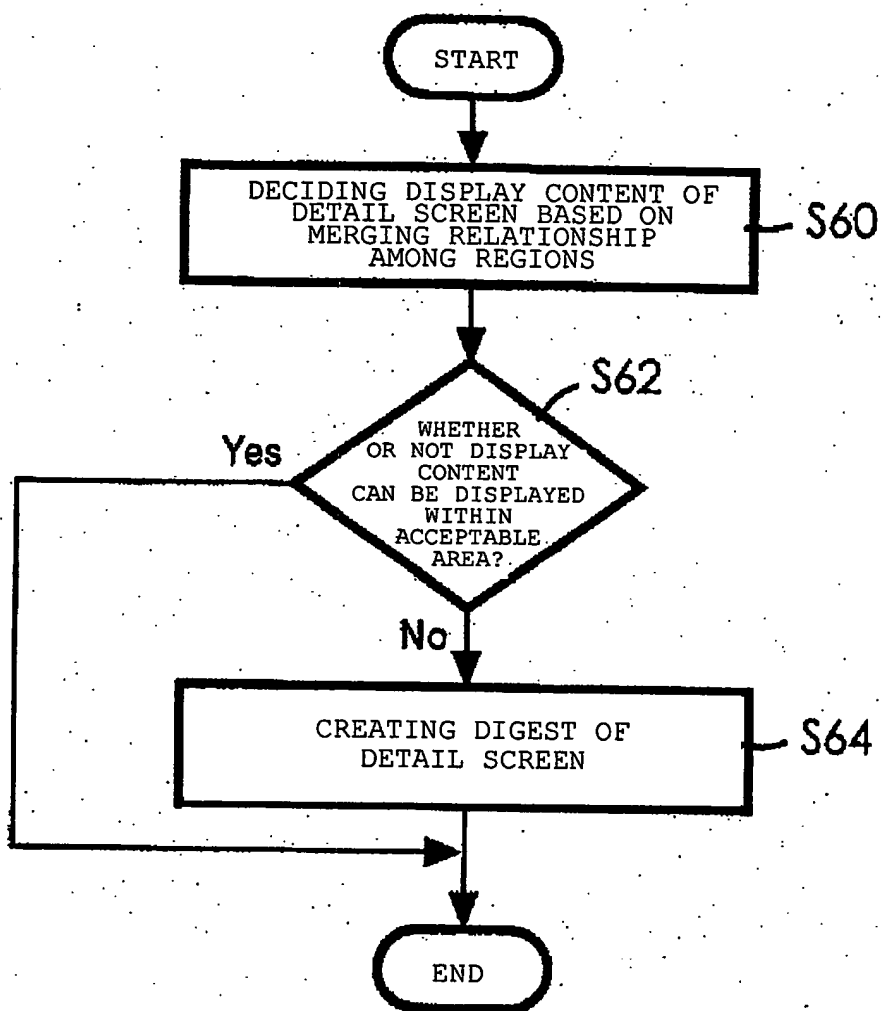 START
DECIDING DISPLAY CONTENT OF
DETAIL SCREEN BASED ON
MERGING RELATIONSHIP
AMONG REGIONS
S60
S62
WHETHER
OR NOT DISPLAY
CONTENT
CAN BE DISPLAYED
WITHIN
ACCEPTABLE
AREA?
Yes
No
CREATING DIGEST OF
DETAIL SCREEN
S64
END